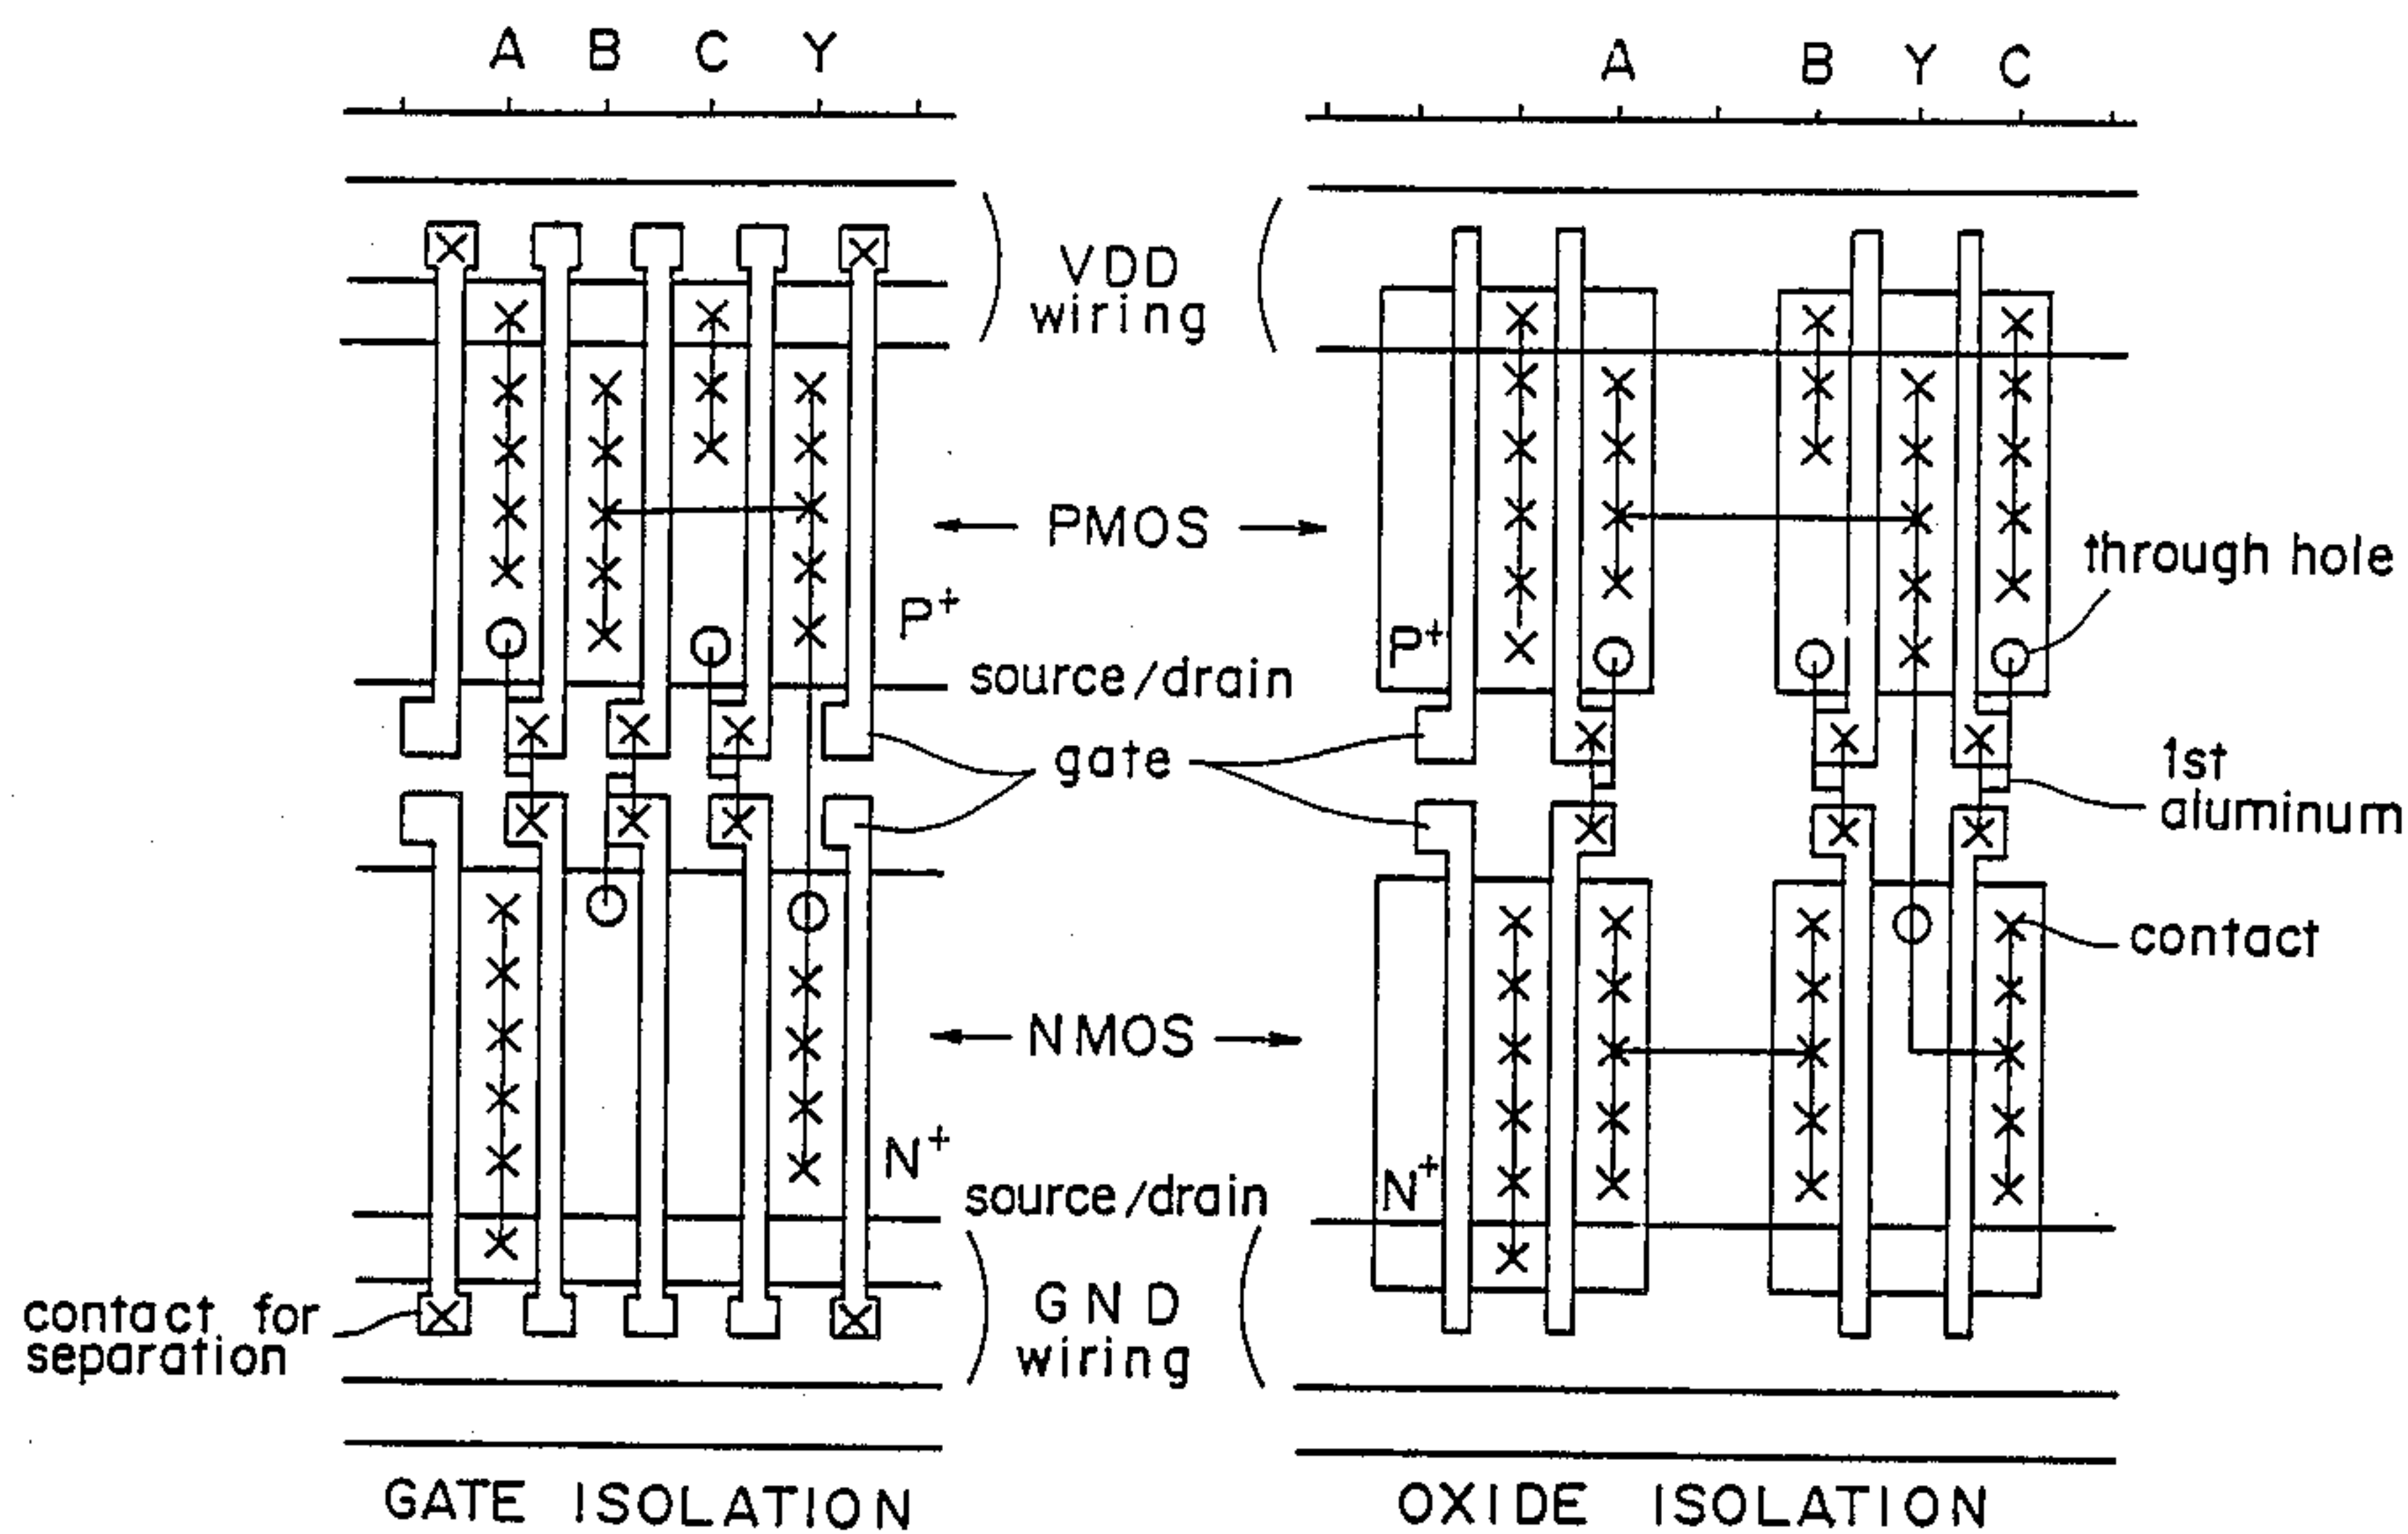 A B C Y
A B Y C
VDD
wiring
PMOS
through hole
P+
P+
source/drain
gate
1st
aluminum
contact
NMOS
N+
N+
source/drain
contact for
separation
GND
wiring
GATE ISOLATION
OXIDE ISOLATION